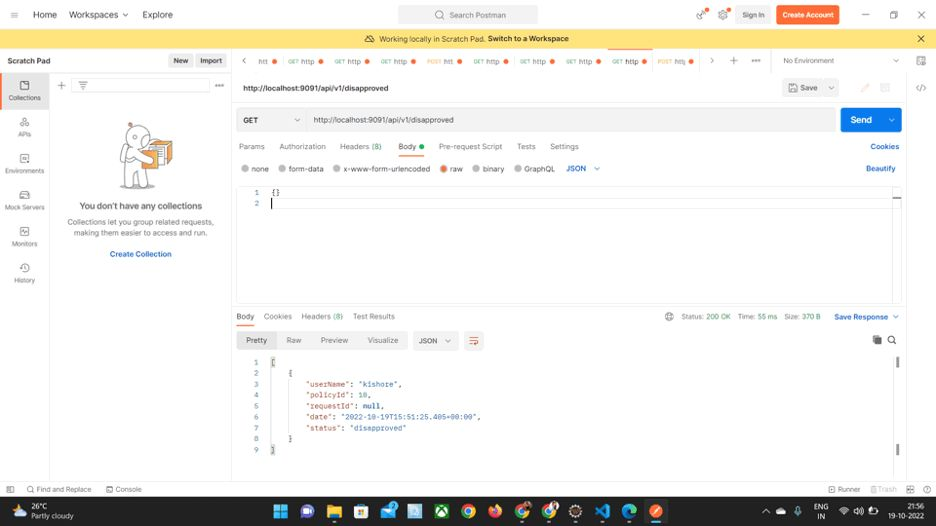 Home Workspaces Explore Search Postman Sign In Create Account
Working locally in Scratch Pad. Switch to a Workspace
Scratch Pad New Import htt GET http GET http GET http POST htt GET http GET http GET http GET http POST http No Environment
http://localhost:9091/api/v1/disapproved Save
GET http://localhost:9091/api/v1/disapproved Send
Params Authorization Headers (8) Body Pre-request Script Tests Settings Cookies
none form-data x-www-form-urlencoded raw binary GraphQL JSON Beautify
1 {}
2
Collections
APIs
Environments
Mock Servers
Monitors
History
You don't have any collections
Collections let you group related requests,
making them easier to access and run.
Create Collection
Body Cookies Headers (8) Test Results Status: 200 OK Time: 55 ms Size: 370 B Save Response
Pretty Raw Preview Visualize JSON
1 [
2 {
3 "userName": "kishore",
4 "policyId": 18,
5 "requestId": null,
6 "date": "2022-10-19T15:51:25.405+00:00",
7 "status": "disapproved"
8 }
9 ]
Find and Replace Console Runner Trash
26°C
Partly cloudy
ENG
IN
21:56
19-10-2022